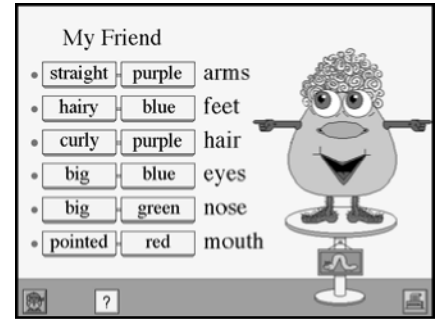 My Friend
straight purple arms
hairy blue feet
curly purple hair
big blue eyes
big green nose
pointed red mouth
?